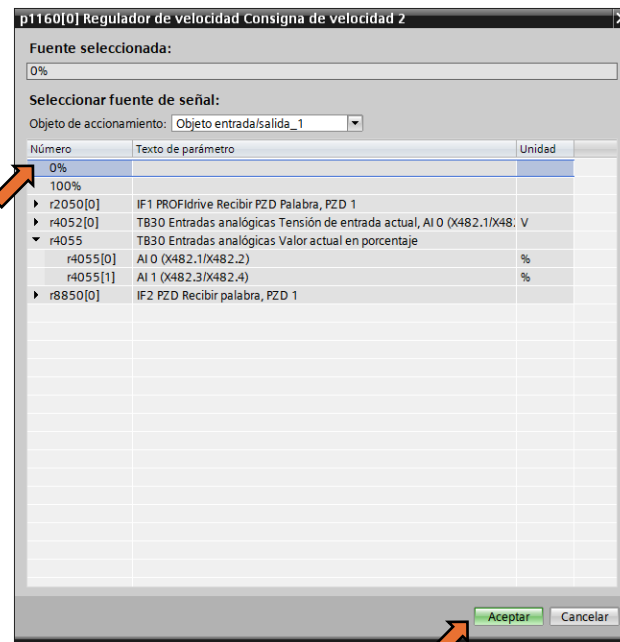 p1160[0] Regulador de velocidad Consigna de velocidad 2
Fuente seleccionada:
0%
Seleccionar fuente de señal:
Objeto de accionamiento: Objeto entrada/salida_1
Número Texto de parámetro Unidad
0%
100%
r2050[0] IF1 PROFIdrive Recibir PZD Palabra, PZD 1
r4052[0] TB30 Entradas analógicas Tensión de entrada actual, AI 0 (X482.1/X48: V
r4055 TB30 Entradas analógicas Valor actual en porcentaje
r4055[0] AI 0 (X482.1/X482.2) %
r4055[1] AI 1 (X482.3/X482.4) %
r8850[0] IF2 PZD Recibir palabra, PZD 1
Aceptar Cancelar